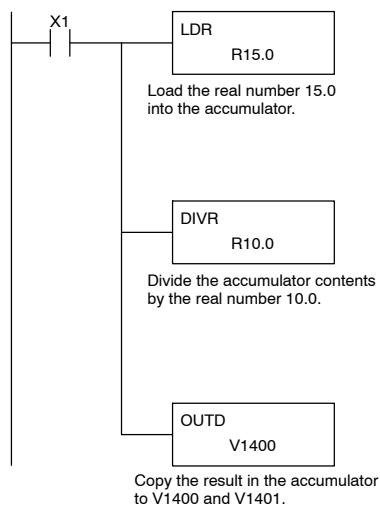 X1
LDR
R15.0
Load the real number 15.0
into the accumulator.
DIVR
R10.0
Divide the accumulator contents
by the real number 10.0.
OUTD
V1400
Copy the result in the accumulator
to V1400 and V1401.